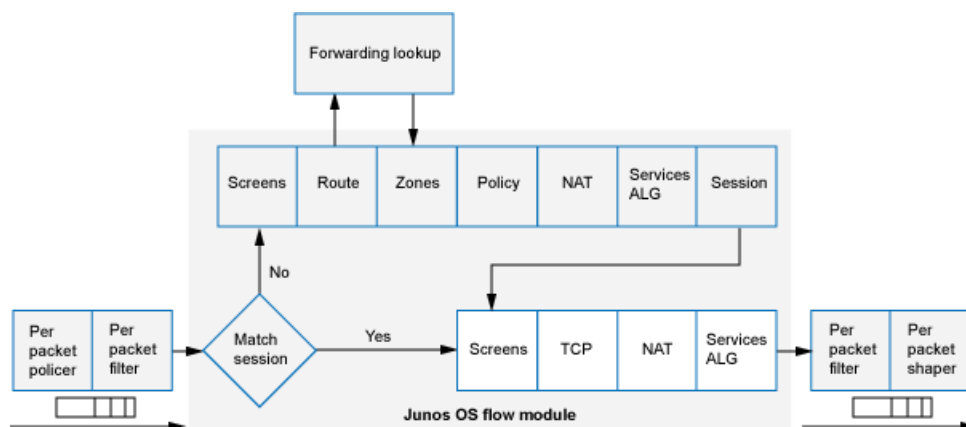 Forwarding lookup
Screens
Route
Zones
Policy
NAT
Services
ALG
Session
No
Per
packet
policer
Per
packet
filter
Match
session
Yes
Screens
TCP
NAT
Services
ALG
Per
packet
filter
Per
packet
shaper
Junos OS flow module